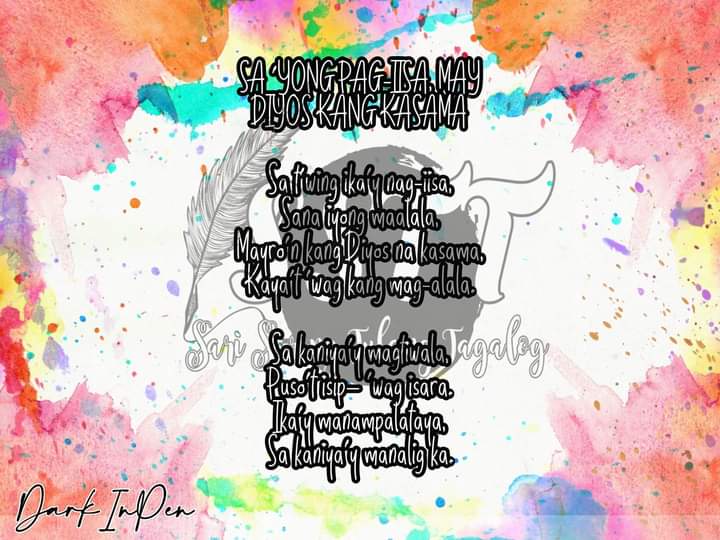 SA 'YONG PAG-IISA, MAY
DIYOS KANG KASAMA
Sa t'wing ika'y nag-iisa,
Sana iyong maalala,
Mayro'n kang Diyos na kasama,
Kaya't 'wag kang mag-alala.
Sa kaniya'y magtiwala,
Puso't isip— 'wag isara.
Ika'y manampalataya,
Sa kaniya'y manalig ka.
Sari Tulang Tagalog
Dark InPen